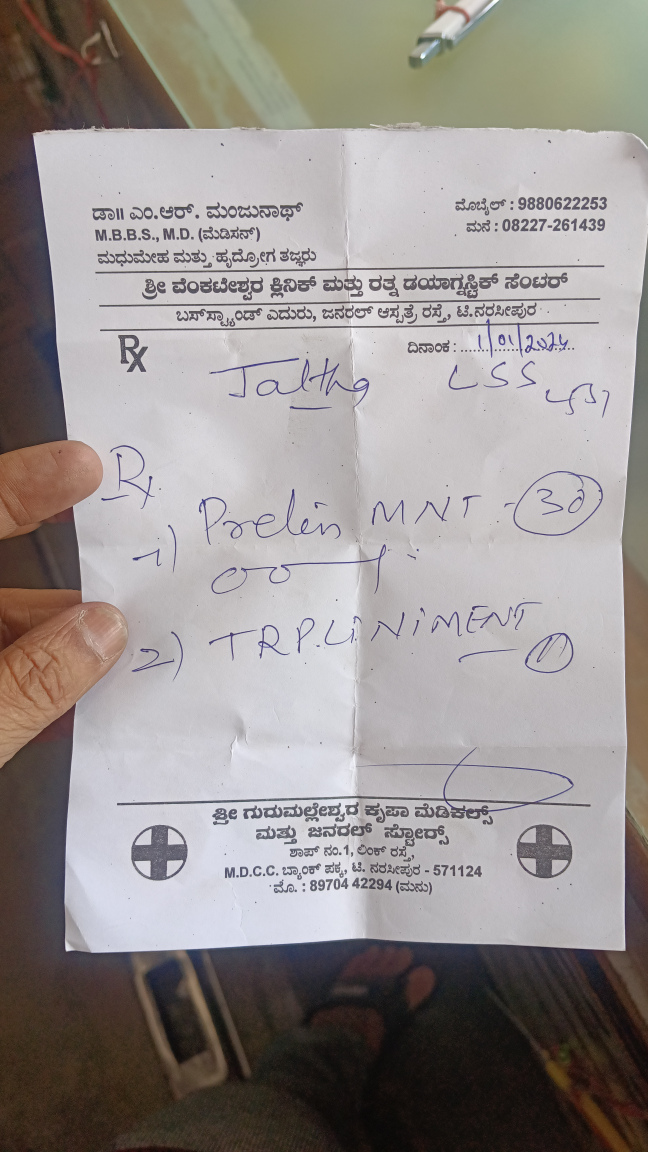 ಡಾ॥ ಎಂ.ಆರ್. ಮಂಜುನಾಥ್
M.B.B.S., M.D. (ಮೆಡಿಸನ್)
ಮಧುಮೇಹ ಮತ್ತು ಹೃದ್ರೋಗ ತಜ್ಞರು
ಮೊಬೈಲ್ : 9880622253
ಮನೆ : 08227-261439
ಶ್ರೀ ವೆಂಕಟೇಶ್ವರ ಕ್ಲಿನಿಕ್ ಮತ್ತು ರತ್ನ ಡಯಾಗ್ನಸ್ಟಿಕ್ ಸೆಂಟರ್
ಬಸ್‌ಸ್ಟ್ಯಾಂಡ್ ಎದುರು, ಜನರಲ್ ಆಸ್ಪತ್ರೆ ರಸ್ತೆ, ಟಿ.ನರಸೀಪುರ
Rx
ದಿನಾಂಕ : 1/01/2024
LSS
Rx
1) MNT - 30
2) TRP. LINIMENT
ಶ್ರೀ ಗುರುಮಲ್ಲೇಶ್ವರ ಕೃಪಾ ಮೆಡಿಕಲ್ಸ್
ಮತ್ತು ಜನರಲ್ ಸ್ಟೋರ್ಸ್
ಶಾಪ್ ನಂ.1, ಲಿಂಕ್ ರಸ್ತೆ,
M.D.C.C. ಬ್ಯಾಂಕ್ ಪಕ್ಕ, ಟಿ. ನರಸೀಪುರ - 571124
ಮೊ. : 89704 42294 (ಮನು)